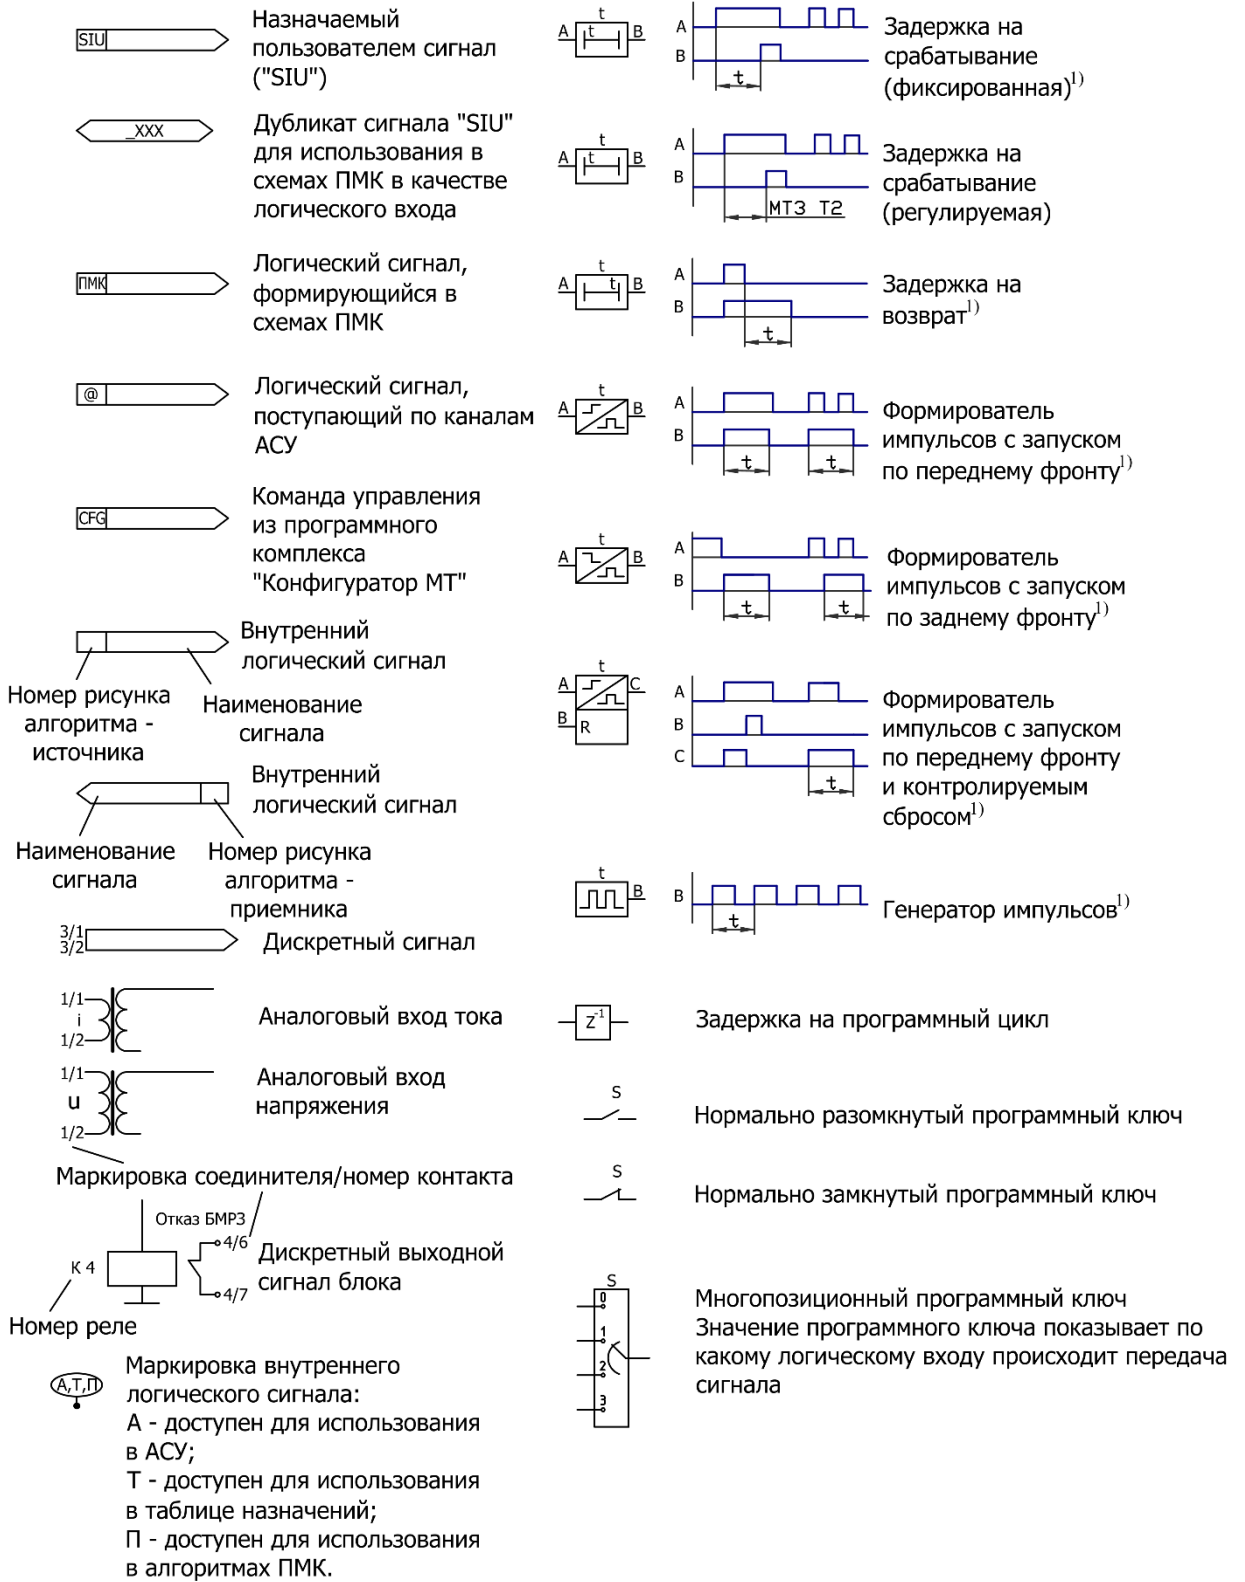 SIU
Назначаемый
пользователем сигнал
("SIU")
_XXX
Дубликат сигнала "SIU"
для использования в
схемах ПМК в качестве
логического входа
ПМК
Логический сигнал,
формирующийся в
схемах ПМК
@
Логический сигнал,
поступающий по каналам
АСУ
CFG
Команда управления
из программного
комплекса
"Конфигуратор МТ"
Внутренний
логический сигнал
Номер рисунка
алгоритма -
источника
Наименование
сигнала
Внутренний
логический сигнал
Наименование
сигнала
Номер рисунка
алгоритма -
приемника
3/1
3/2
Дискретный сигнал
1/1
i
1/2
Аналоговый вход тока
1/1
u
1/2
Аналоговый вход
напряжения
Маркировка соединителя/номер контакта
Отказ БМРЗ
К 4
4/6
4/7
Дискретный выходной
сигнал блока
Номер реле
А,Т,П
Маркировка внутреннего
логического сигнала:
А - доступен для использования
в АСУ;
Т - доступен для использования
в таблице назначений;
П - доступен для использования
в алгоритмах ПМК.
t
A t B
A
B
t
Задержка на
срабатывание
(фиксированная)1)
t
A t B
A
B
МТЗ Т2
Задержка на
срабатывание
(регулируемая)
t
A t B
A
B
t
Задержка на
возврат1)
t
A B
A
B
t t
Формирователь
импульсов с запуском
по переднему фронту1)
t
A B
A
B
t t
Формирователь
импульсов с запуском
по заднему фронту1)
t
A C
B R
A
B
C
t
Формирователь
импульсов с запуском
по переднему фронту
и контролируемым
сбросом1)
t
B
B
t
Генератор импульсов1)
Z-1
Задержка на программный цикл
S
Нормально разомкнутый программный ключ
S
Нормально замкнутый программный ключ
S
0
1
2
3
Многопозиционный программный ключ
Значение программного ключа показывает по
какому логическому входу происходит передача
сигнала